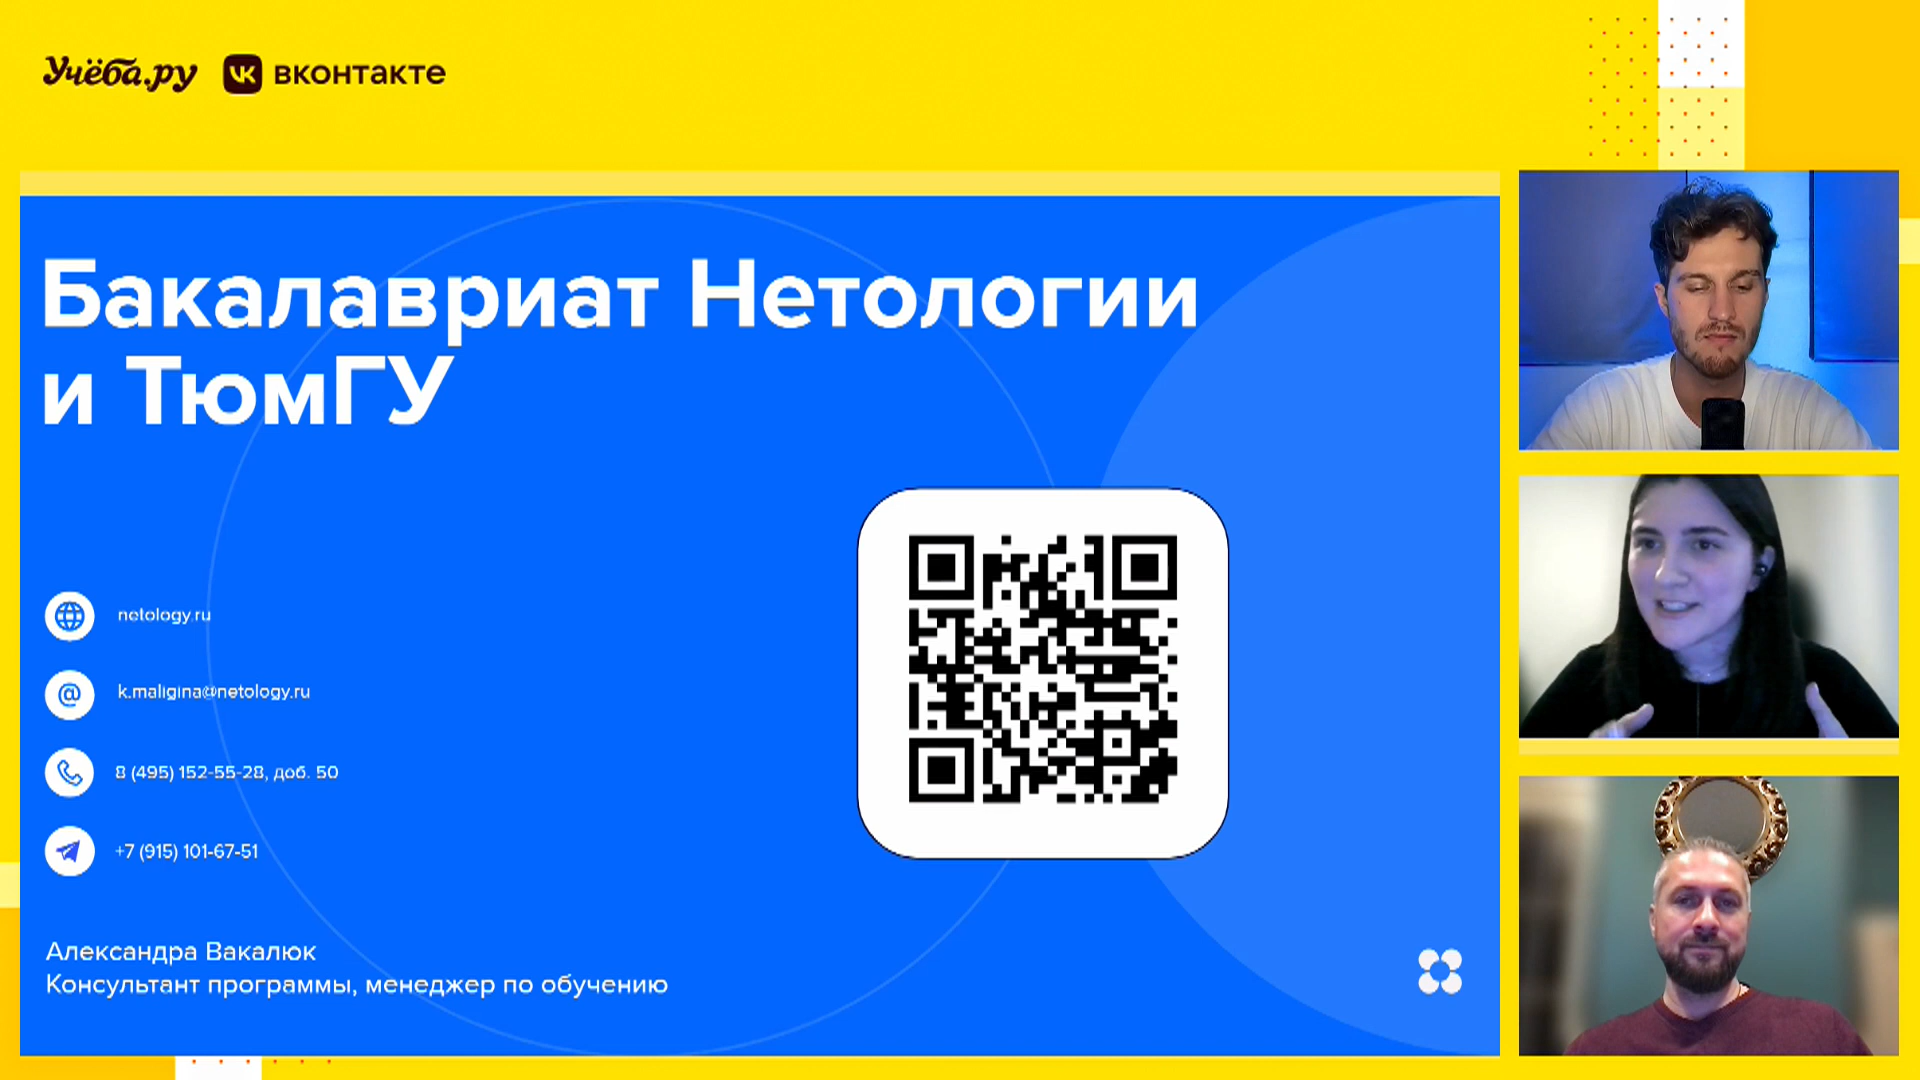 Учёба.ру вконтакте
Бакалавриат Нетологии
и ТюмГУ
netology.ru
k.maligina@netology.ru
8 (495) 152-55-28, доб. 50
+7 (915) 101-67-51
Александра Вакалюк
Консультант программы, менеджер по обучению